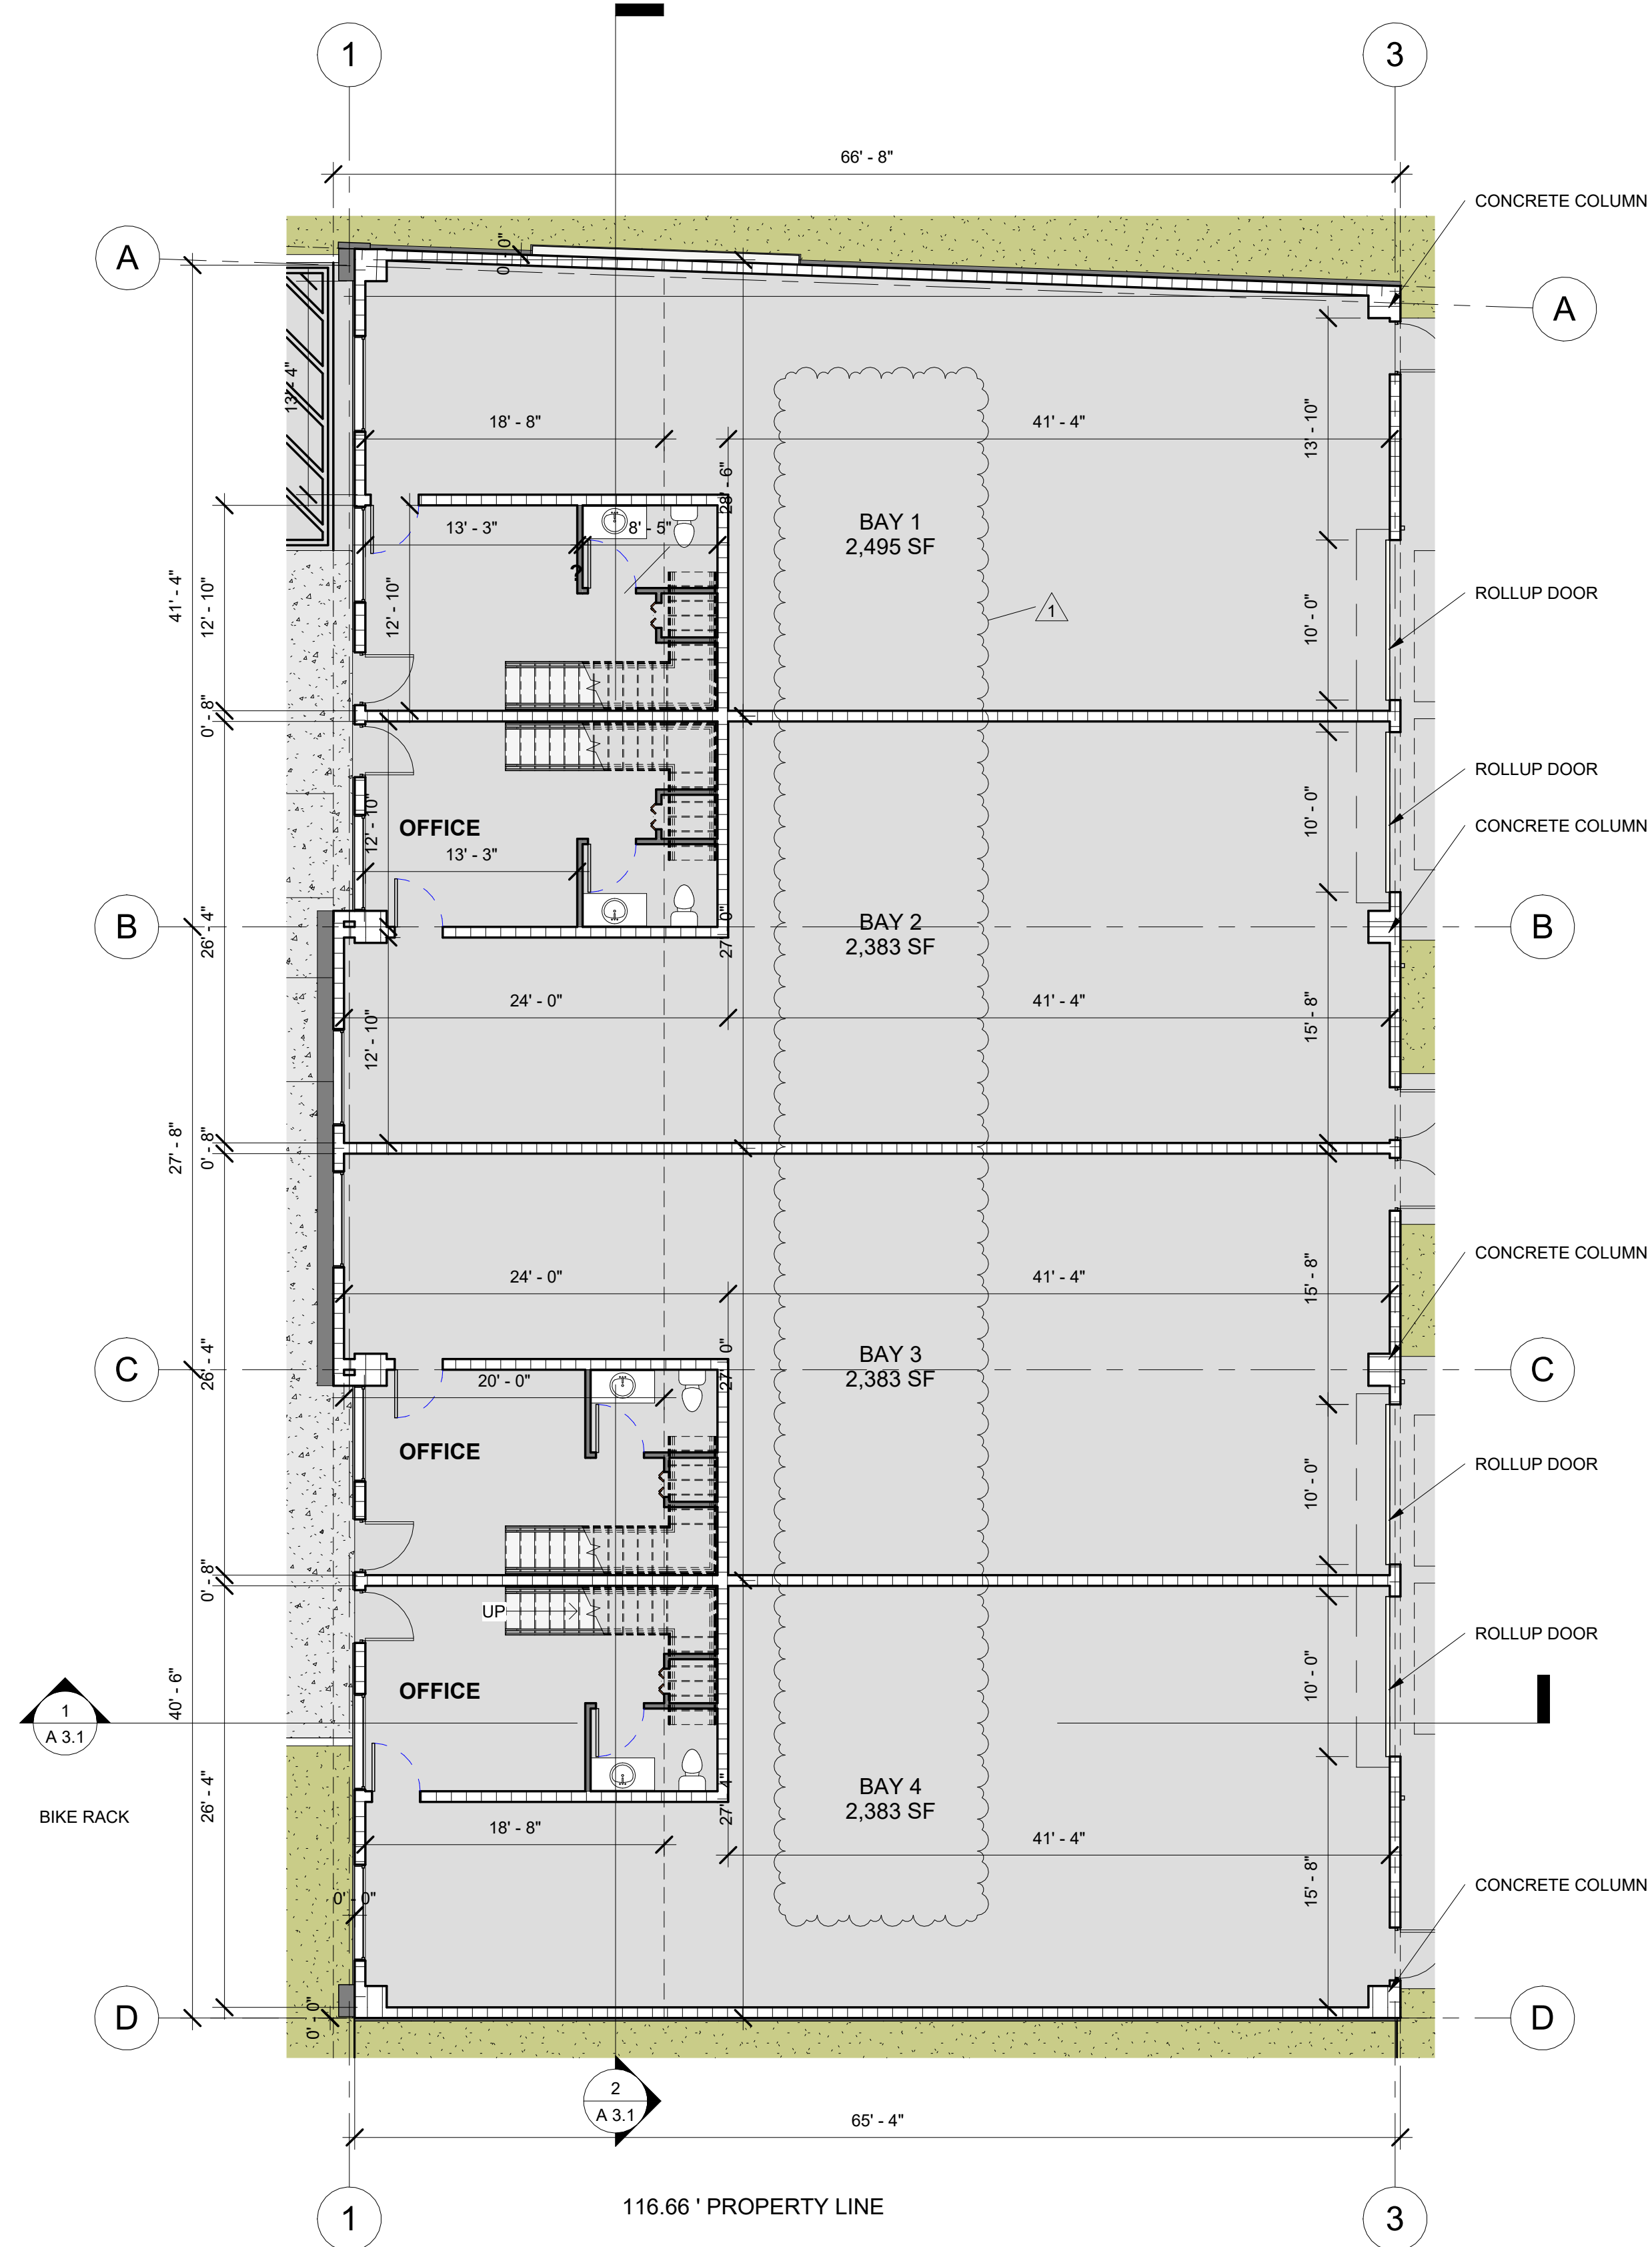 1
3
66' - 8"
CONCRETE COLUMN
A
0' - 0"
A
13' - 4"
18' - 8"
41' - 4"
13' - 10"
28' - 6"
13' - 3"
8' - 5"
BAY 1
2,495 SF
41' - 4"
12' - 10"
12' - 10"
?
1
10' - 0"
ROLLUP DOOR
0' - 8"
ROLLUP DOOR
12' - 10"
OFFICE
13' - 3"
10' - 0"
CONCRETE COLUMN
B
26' - 4"
27' - 0"
BAY 2
2,383 SF
B
24' - 0"
41' - 4"
12' - 10"
15' - 8"
27' - 8"
0' - 8"
24' - 0"
41' - 4"
15' - 8"
CONCRETE COLUMN
C
26' - 4"
20' - 0"
27' - 0"
BAY 3
2,383 SF
C
OFFICE
10' - 0"
ROLLUP DOOR
0' - 8"
UP
ROLLUP DOOR
OFFICE
40' - 6"
10' - 0"
1
A 3.1
BIKE RACK
26' - 4"
27' - 4"
BAY 4
2,383 SF
18' - 8"
41' - 4"
15' - 8"
CONCRETE COLUMN
0' - 0"
D
0' - 0"
D
2
A 3.1
65' - 4"
116.66 ' PROPERTY LINE
1
3